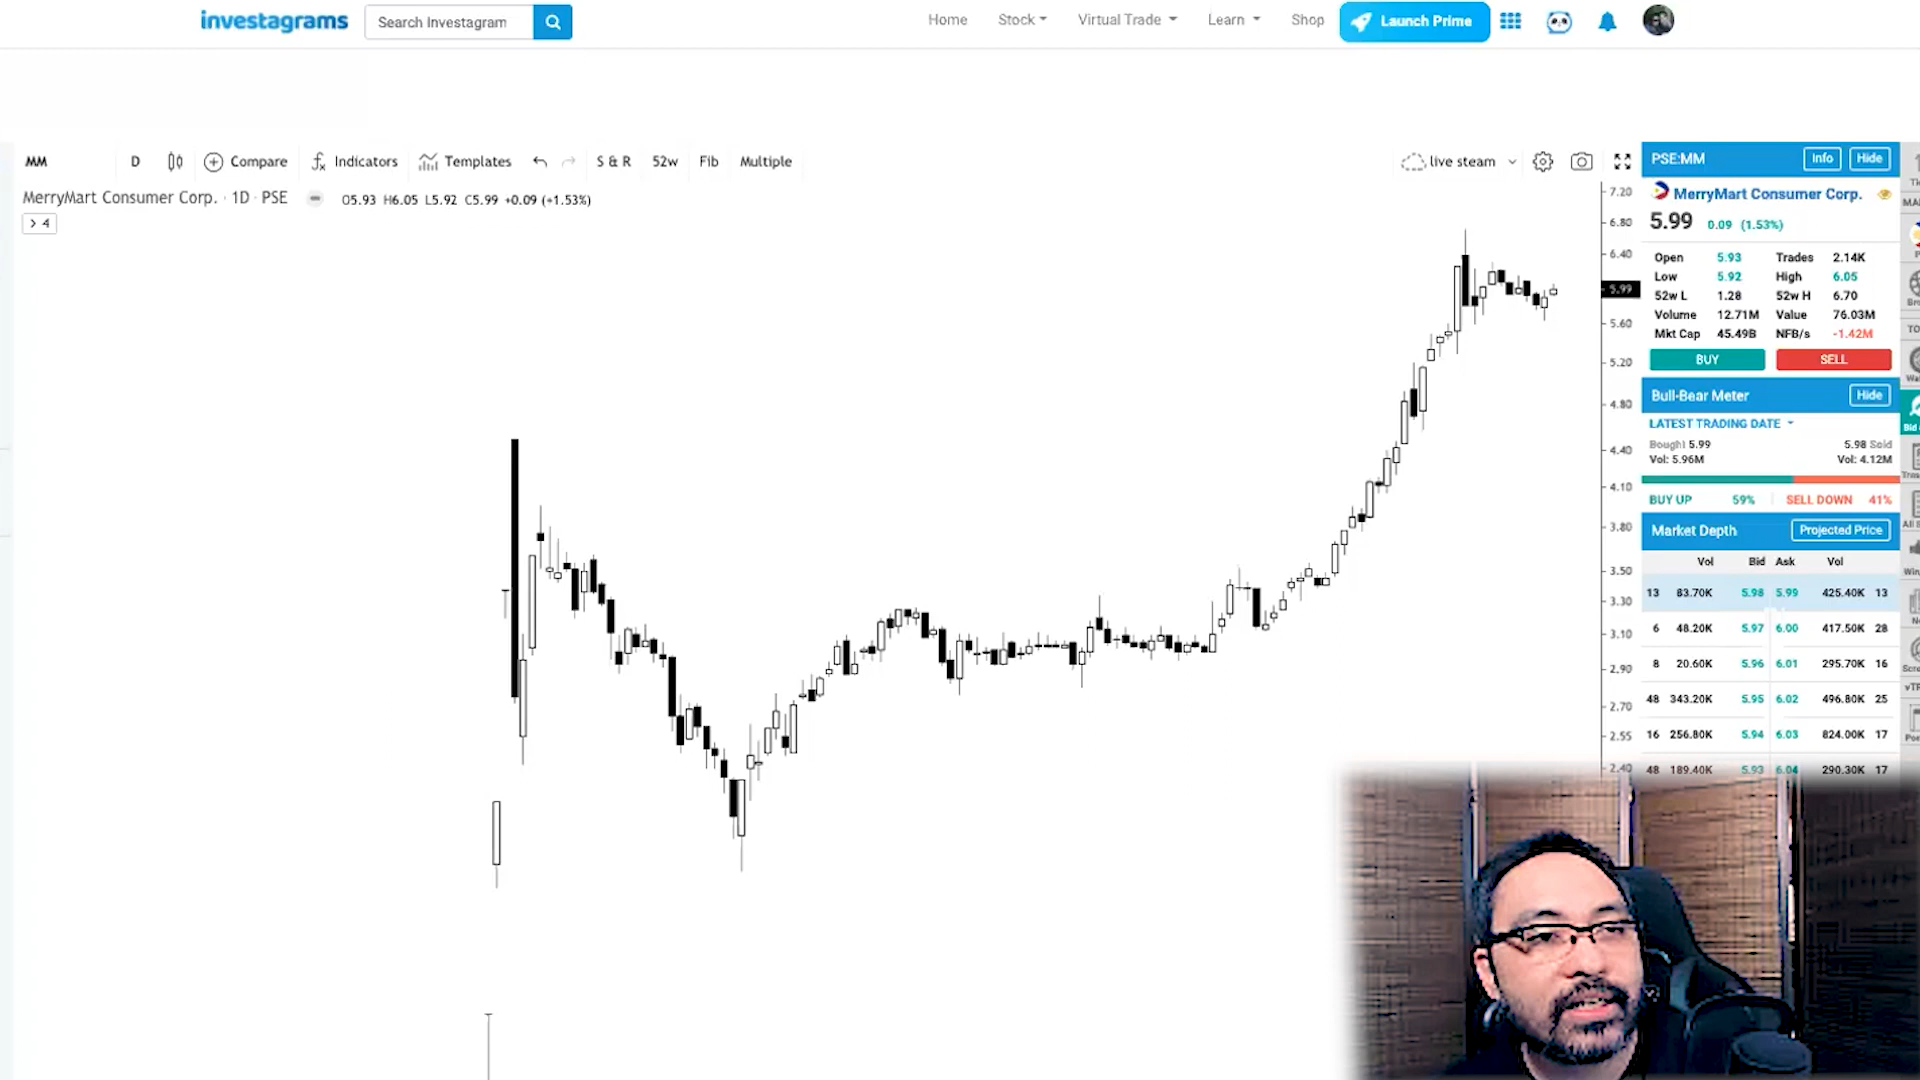 investagrams
Search Investagram
Home
Stock
Virtual Trade
Learn
Shop
Launch Prime
MM
D
Compare
Indicators
Templates
S & R
52w
Fib
Multiple
live steam
MerryMart Consumer Corp. · 1D · PSE
O5.93 H6.05 L5.92 C5.99 +0.09 (+1.53%)
> 4
7.20
6.80
6.40
5.99
5.60
5.20
4.80
4.40
4.10
3.80
3.50
3.30
3.10
2.90
2.70
2.55
2.40
PSE:MM
Info
Hide
MerryMart Consumer Corp.
5.99 0.09 (1.53%)
Open 5.93 Trades 2.14K
Low 5.92 High 6.05
52w L 1.28 52w H 6.70
Volume 12.71M Value 76.03M
Mkt Cap 45.49B NFB/s -1.42M
BUY
SELL
Bull-Bear Meter
Hide
LATEST TRADING DATE
Bought 5.99 5.98 Sold
Vol: 5.96M Vol: 4.12M
BUY UP 59% SELL DOWN 41%
Market Depth
Projected Price
Vol Bid Ask Vol
13 83.70K 5.98 5.99 425.40K 13
6 48.20K 5.97 6.00 417.50K 28
8 20.60K 5.96 6.01 295.70K 16
48 343.20K 5.95 6.02 496.80K 25
16 256.80K 5.94 6.03 824.00K 17
48 189.40K 5.93 6.04 290.30K 17